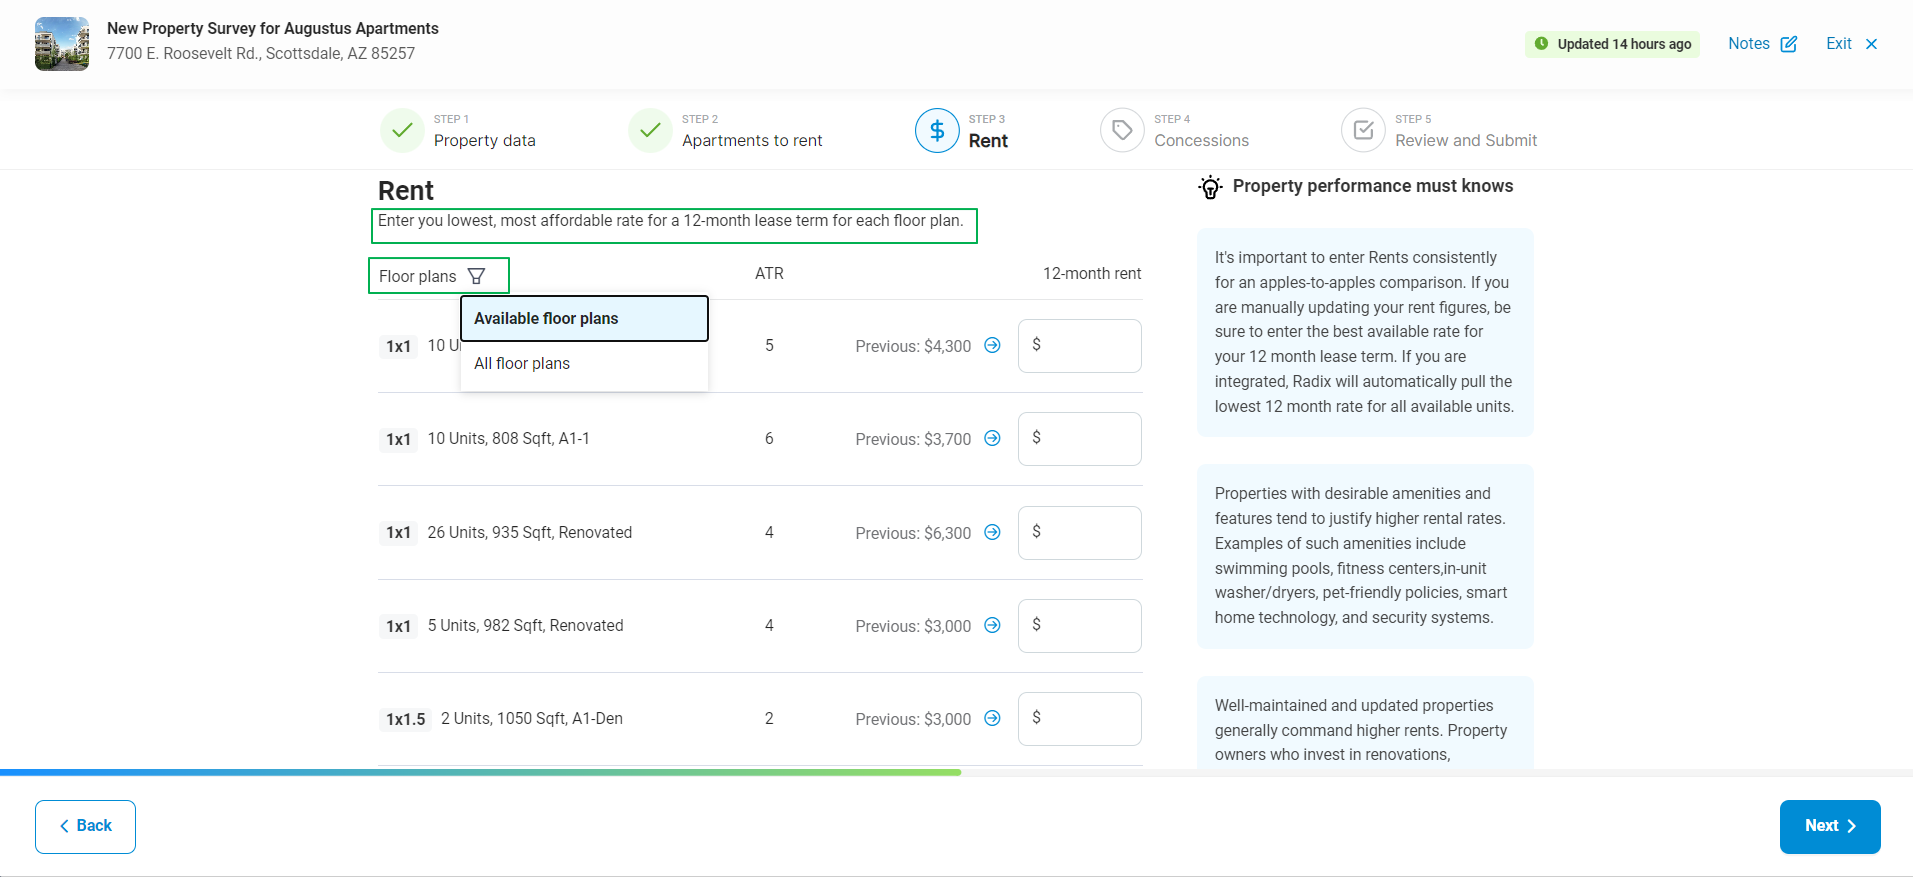 New Property Survey for Augustus Apartments
7700 E. Roosevelt Rd., Scottsdale, AZ 85257
Updated 14 hours ago
Notes
Exit
STEP 1
Property data
STEP 2
Apartments to rent
STEP 3
Rent
STEP 4
Concessions
STEP 5
Review and Submit
Rent
Enter you lowest, most affordable rate for a 12-month lease term for each floor plan.
Floor plans
ATR
12-month rent
Available floor plans
All floor plans
1x1 10 U 5 Previous: $4,300 $
1x1 10 Units, 808 Sqft, A1-1 6 Previous: $3,700 $
1x1 26 Units, 935 Sqft, Renovated 4 Previous: $6,300 $
1x1 5 Units, 982 Sqft, Renovated 4 Previous: $3,000 $
1x1.5 2 Units, 1050 Sqft, A1-Den 2 Previous: $3,000 $
Property performance must knows
It's important to enter Rents consistently
for an apples-to-apples comparison. If you
are manually updating your rent figures, be
sure to enter the best available rate for
your 12 month lease term. If you are
integrated, Radix will automatically pull the
lowest 12 month rate for all available units.
Properties with desirable amenities and
features tend to justify higher rental rates.
Examples of such amenities include
swimming pools, fitness centers,in-unit
washer/dryers, pet-friendly policies, smart
home technology, and security systems.
Well-maintained and updated properties
generally command higher rents. Property
owners who invest in renovations,
Back
Next